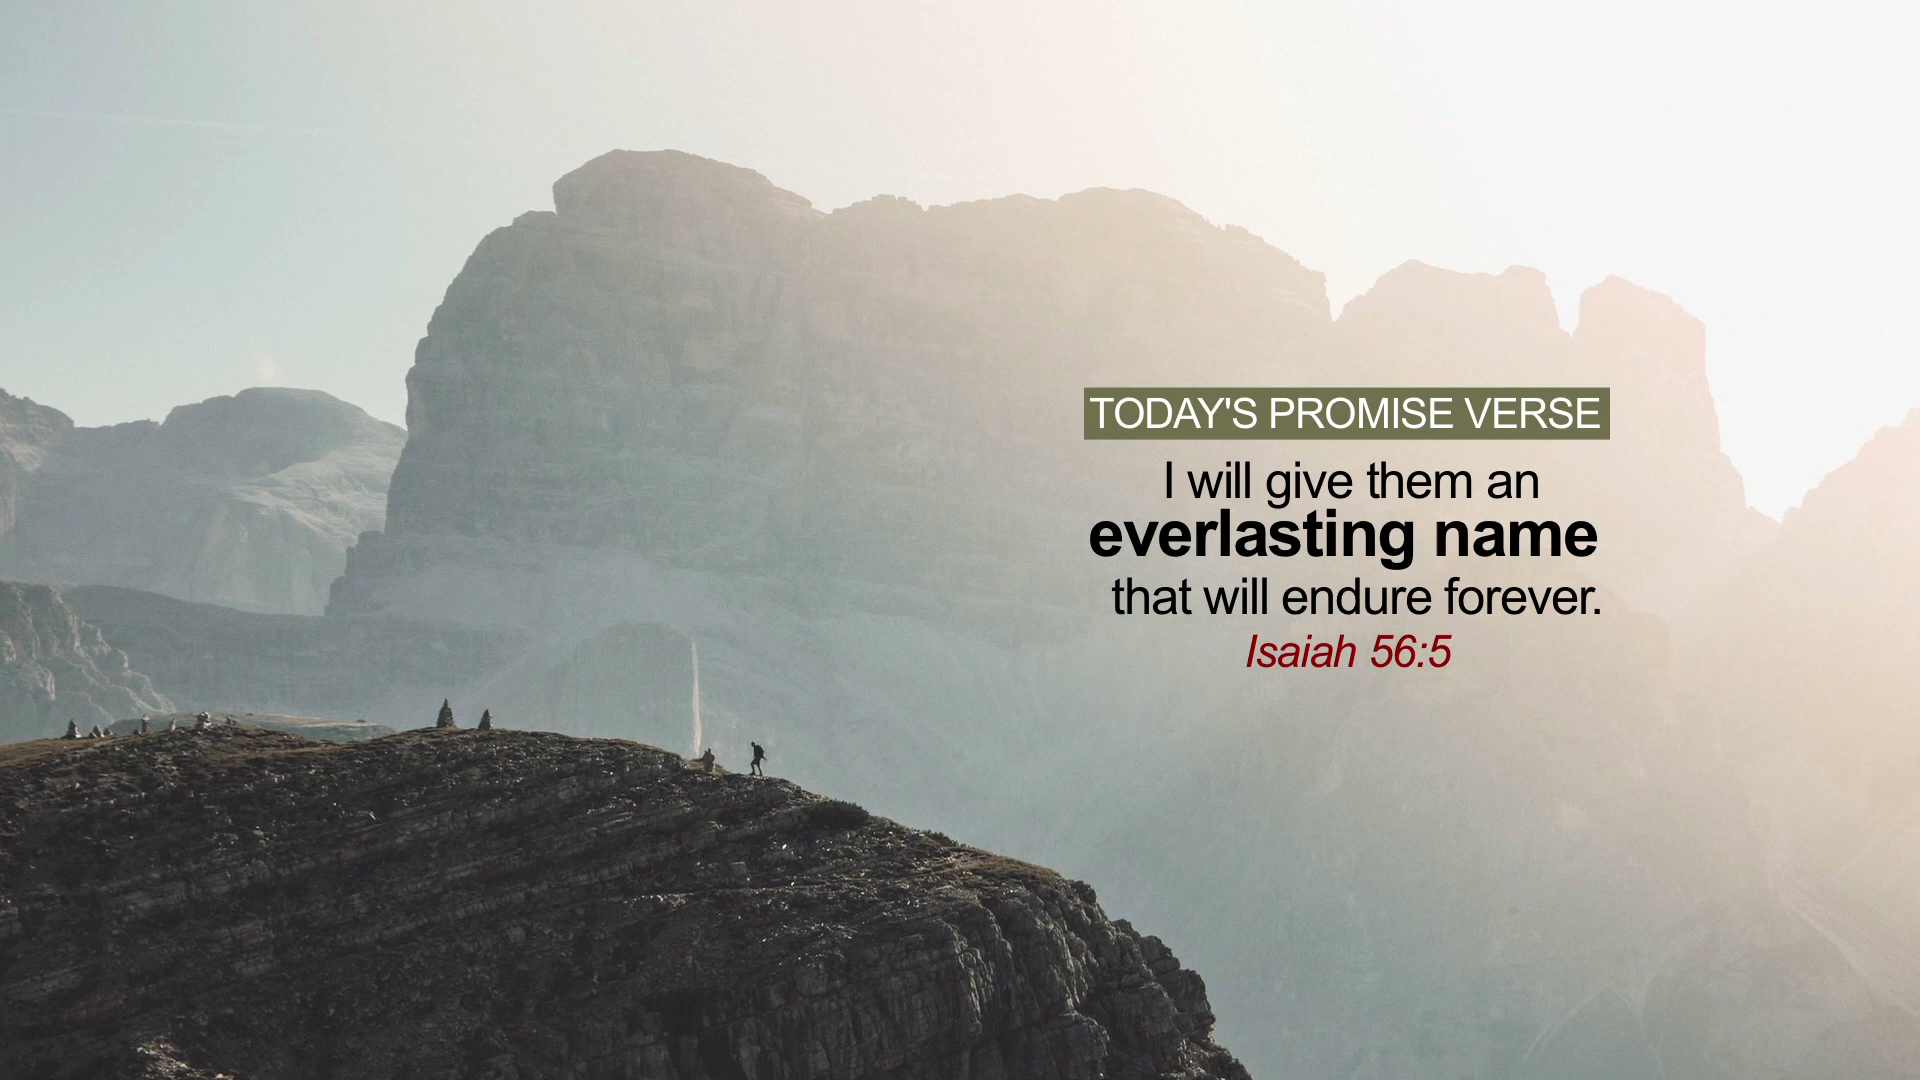 TODAY'S PROMISE VERSE
I will give them an
everlasting name
that will endure forever.
Isaiah 56:5